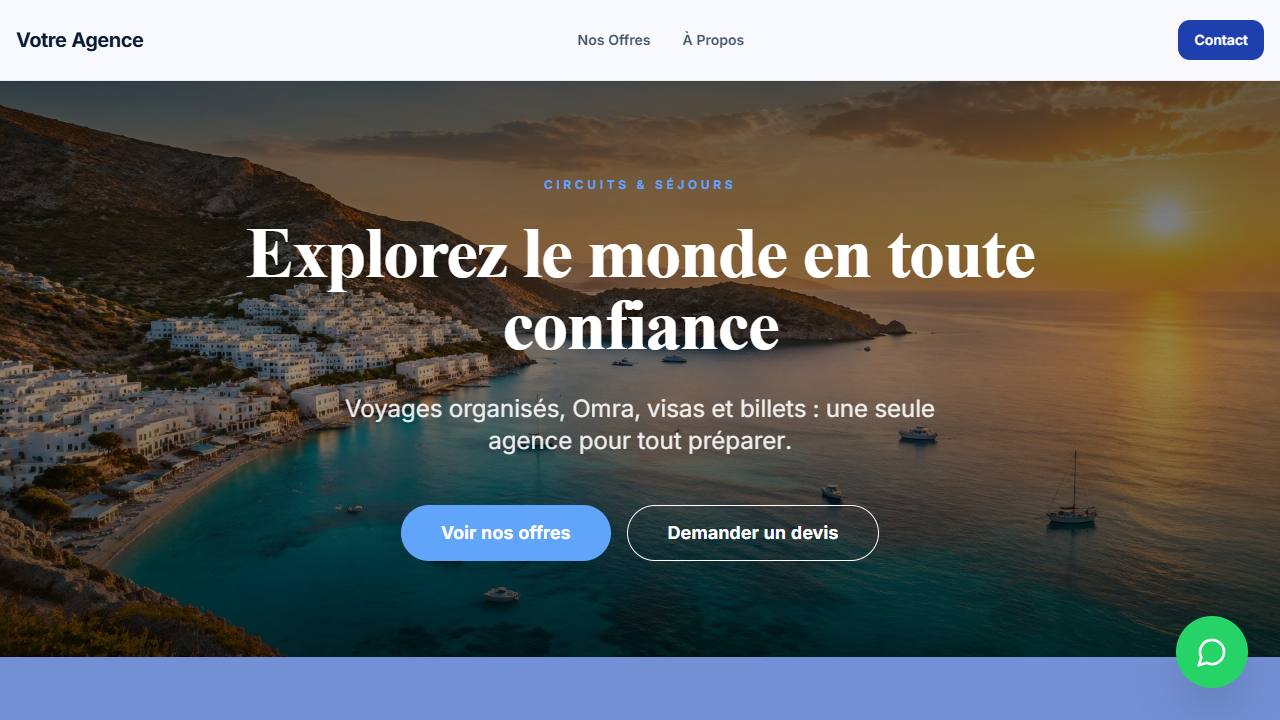 Votre Agence
Nos Offres
À Propos
Contact
CIRCUITS & SÉJOURS
Explorez le monde en toute
confiance
Voyages organisés, Omra, visas et billets : une seule
agence pour tout préparer.
Voir nos offres
Demander un devis